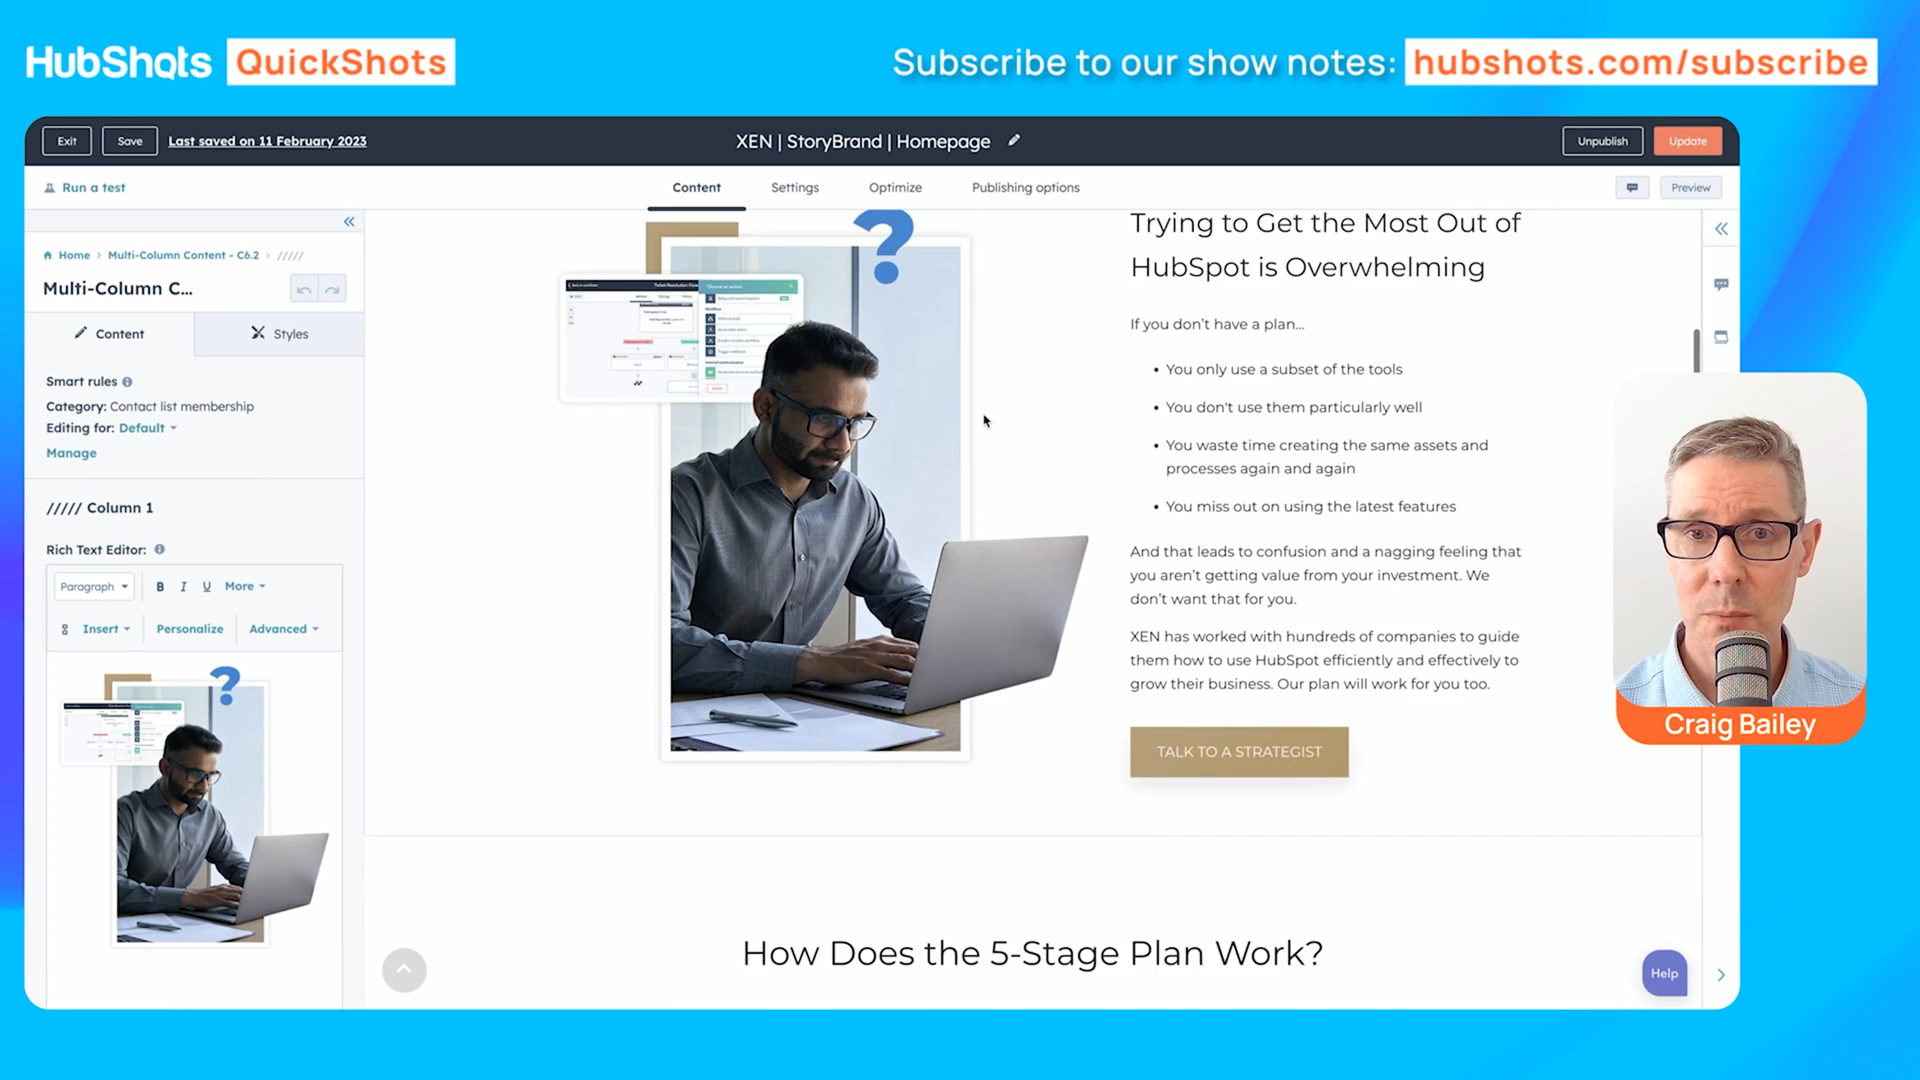 HubShots QuickShots
Subscribe to our show notes: hubshots.com/subscribe
Exit
Save
Last saved on 11 February 2023
XEN | StoryBrand | Homepage
Unpublish
Update
Run a test
Content
Settings
Optimize
Publishing options
Preview
Home > Multi-Column Content - C6.2 > /////
Multi-Column C...
Content
Styles
Smart rules
Category: Contact list membership
Editing for: Default
Manage
///// Column 1
Rich Text Editor:
Paragraph
B I U More
Insert
Personalize
Advanced
?
?
Choose an action
Trying to Get the Most Out of
HubSpot is Overwhelming
If you don't have a plan...
• You only use a subset of the tools
• You don't use them particularly well
• You waste time creating the same assets and
processes again and again
• You miss out on using the latest features
And that leads to confusion and a nagging feeling that
you aren't getting value from your investment. We
don't want that for you.
XEN has worked with hundreds of companies to guide
them how to use HubSpot efficiently and effectively to
grow their business. Our plan will work for you too.
TALK TO A STRATEGIST
How Does the 5-Stage Plan Work?
Help
Craig Bailey